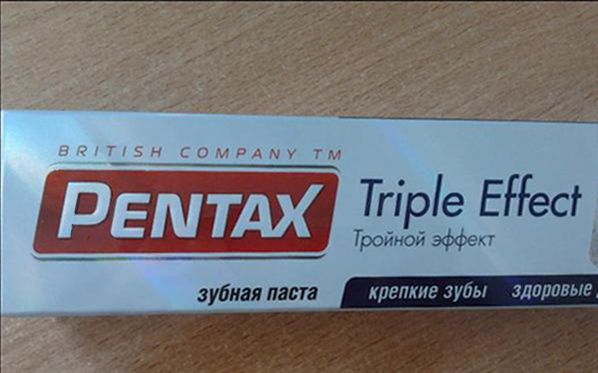 BRITISH COMPANY TM
PENTAX
Triple Effect
Тройной эффект
зубная паста
крепкие зубы здоровые